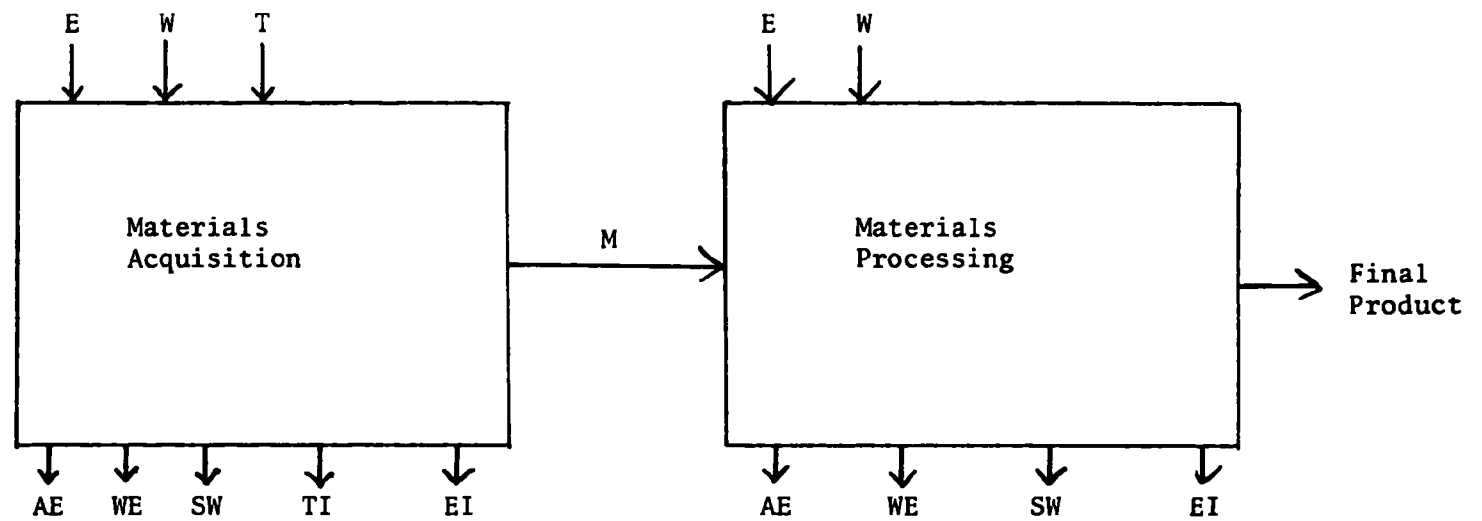 E W T E W
Materials
Acquisition
M
Materials
Processing
Final
Product
AE WE SW TI EI AE WE SW EI